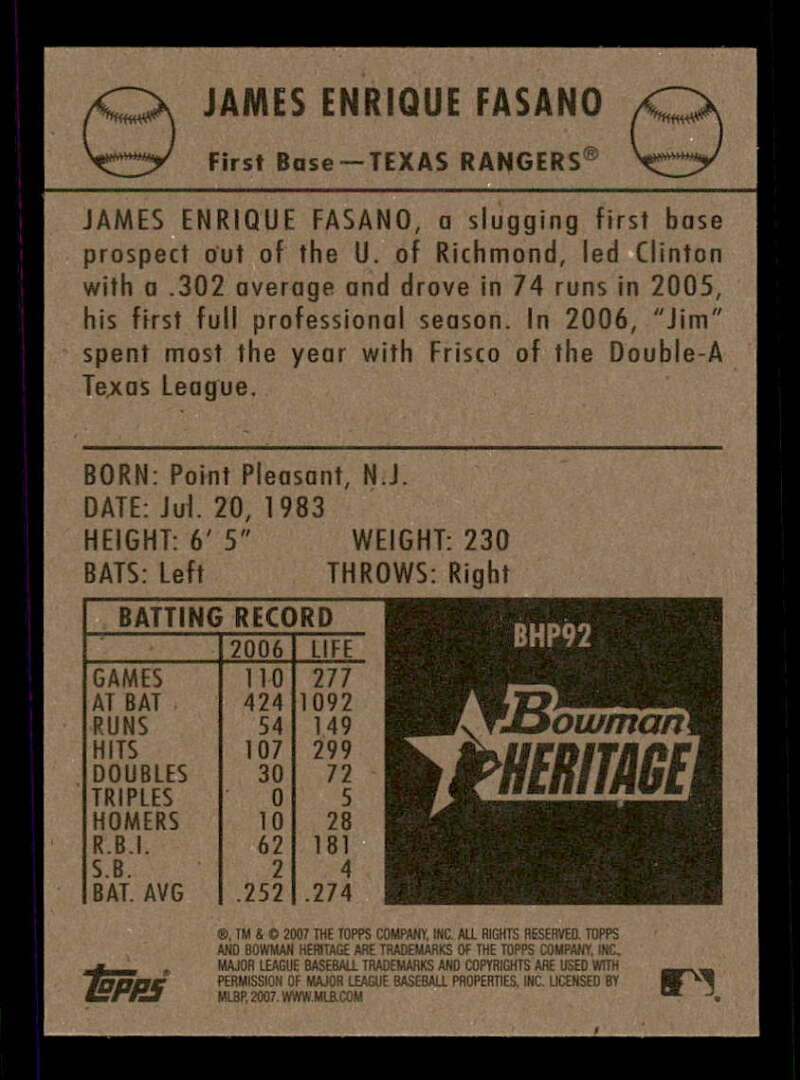 JAMES ENRIQUE FASANO
First Base—TEXAS RANGERS®
JAMES ENRIQUE FASANO, a slugging first base
prospect out of the U. of Richmond, led Clinton
with a .302 average and drove in 74 runs in 2005,
his first full professional season. In 2006, "Jim"
spent most the year with Frisco of the Double-A
Texas League.
BORN: Point Pleasant, N.J.
DATE: Jul. 20, 1983
HEIGHT: 6' 5" WEIGHT: 230
BATS: Left THROWS: Right
BATTING RECORD
2006 LIFE
GAMES 110 277
AT BAT 424 1092
RUNS 54 149
HITS 107 299
DOUBLES 30 72
TRIPLES 0 5
HOMERS 10 28
R.B.I. 62 181
S.B. 2 4
BAT. AVG .252 .274
BHP92
Bowman
HERITAGE
®, TM & © 2007 THE TOPPS COMPANY, INC. ALL RIGHTS RESERVED. TOPPS
AND BOWMAN HERITAGE ARE TRADEMARKS OF THE TOPPS COMPANY, INC.
MAJOR LEAGUE BASEBALL TRADEMARKS AND COPYRIGHTS ARE USED WITH
PERMISSION OF MAJOR LEAGUE BASEBALL PROPERTIES, INC. LICENSED BY
MLBP, 2007. WWW.MLB.COM
topps